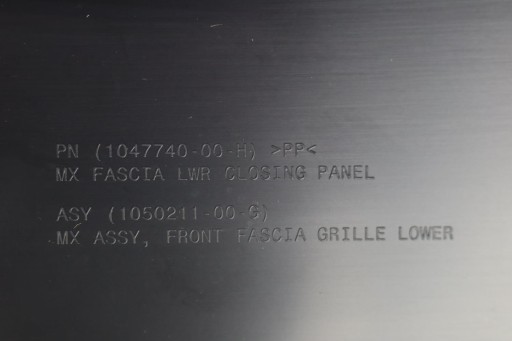 PN (1047740-00-H) >PP<
MX FASCIA LWR CLOSING PANEL
ASY (1050211-00-G)
MX ASSY, FRONT FASCIA GRILLE LOWER